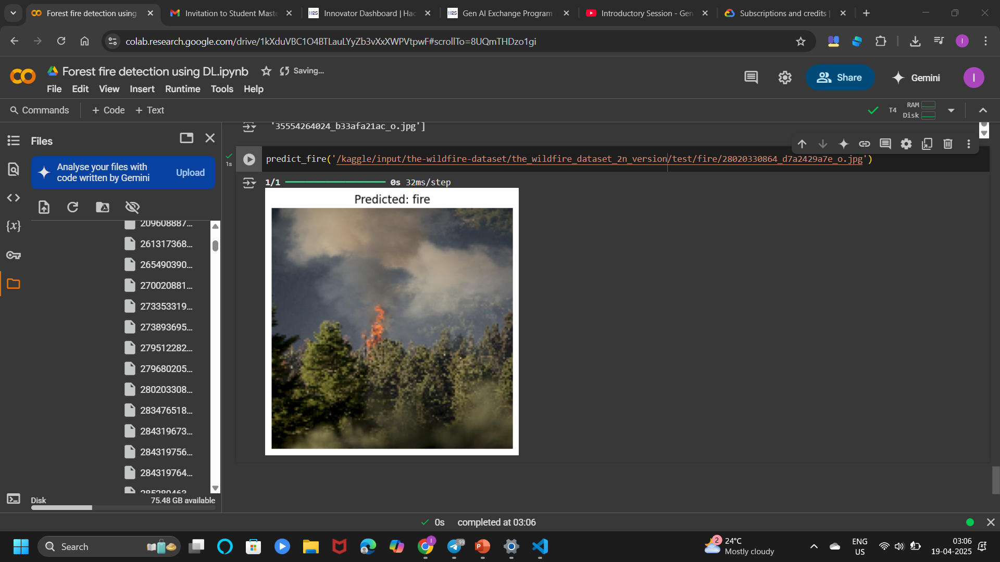 Forest fire detection using
Invitation to Student Maste
Innovator Dashboard | Hac
Gen AI Exchange Program
Introductory Session - Gen
Subscriptions and credits |
colab.research.google.com/drive/1kXduVBC1O4BTLauLYyZb3vXxXWPVtpwF#scrollTo=8UQmTHDzo1gi
I
Forest fire detection using DL.ipynb
Saving...
File Edit View Insert Runtime Tools Help
Share
Gemini
I
Commands
+ Code + Text
T4
RAM
Disk
Files
Analyse your files with
code written by Gemini
Upload
{x}
209608887...
261317368...
265490390...
270020881...
273353319...
273893695...
279512282...
279680205...
280203308...
283476518...
284319673...
284319756...
284319764...
285280463
Disk
75.48 GB available
'35554264024_b33afa21ac_o.jpg']
1s
predict_fire('/kaggle/input/the-wildfire-dataset/the_wildfire_dataset_2n_version/test/fire/28020330864_d7a2429a7e_o.jpg')
1/1 0s 32ms/step
Predicted: fire
0s completed at 03:06
Search
I
.99
P
2
24°C
Mostly cloudy
ENG
US
03:06
19-04-2025